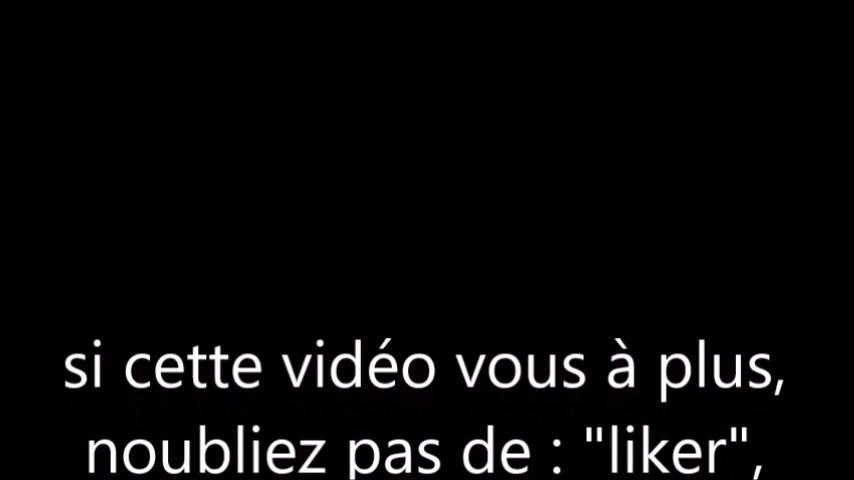 si cette vidéo vous à plus,
noubliez pas de : "liker",